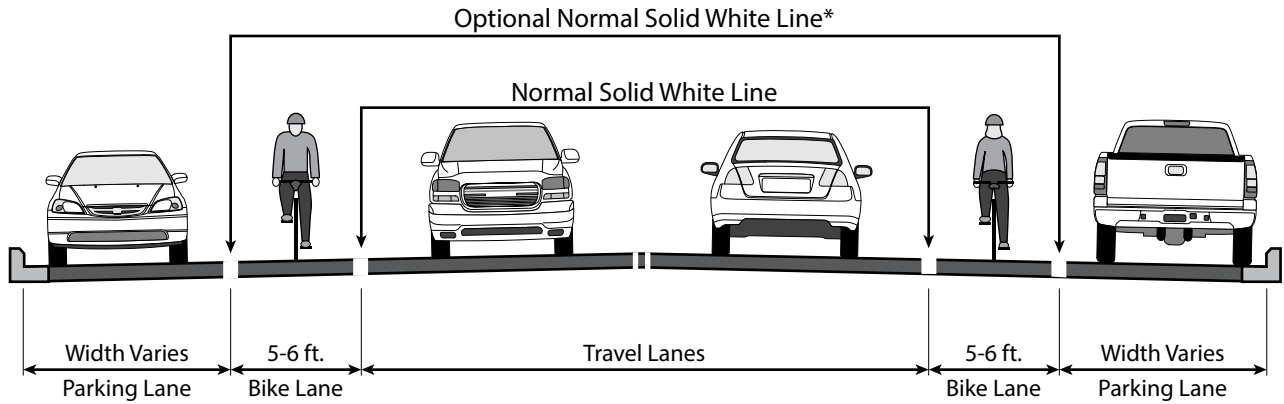 Optional Normal Solid White Line*
Normal Solid White Line
Width Varies
Parking Lane
5-6 ft.
Bike Lane
Travel Lanes
5-6 ft.
Bike Lane
Width Varies
Parking Lane